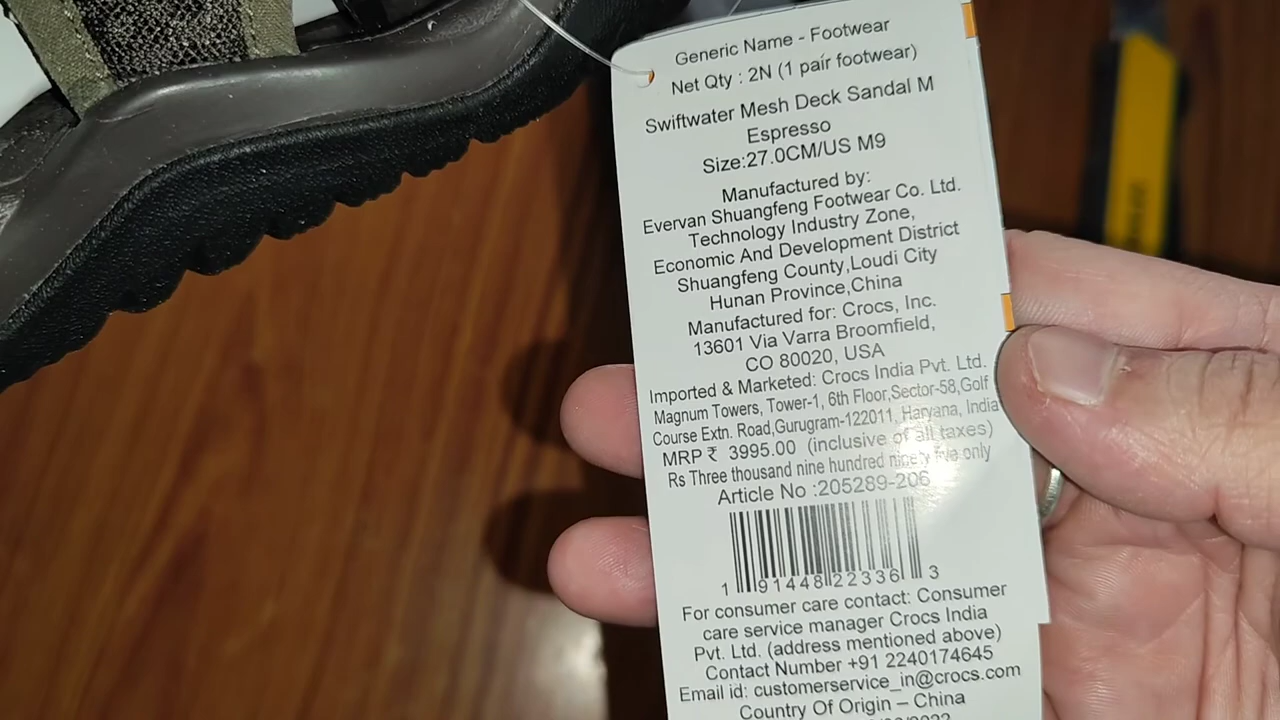 Generic Name - Footwear
Net Qty : 2N (1 pair footwear)
Swiftwater Mesh Deck Sandal M
Espresso
Size:27.0CM/US M9
Manufactured by:
Evervan Shuangfeng Footwear Co. Ltd.
Technology Industry Zone,
Economic And Development District
Shuangfeng County,Loudi City
Hunan Province,China
Manufactured for: Crocs, Inc.
13601 Via Varra Broomfield,
CO 80020, USA
Imported & Marketed: Crocs India Pvt. Ltd.
Magnum Towers, Tower-1, 6th Floor,Sector-58,Golf
Course Extn. Road,Gurugram-122011, Haryana, India
MRP ₹ 3995.00 (inclusive of all taxes)
Rs Three thousand nine hundred ninety five only
Article No :205289-206
1 91448 22336 3
For consumer care contact: Consumer
care service manager Crocs India
Pvt. Ltd. (address mentioned above)
Contact Number +91 2240174645
Email id: customerservice_in@crocs.com
Country Of Origin – China